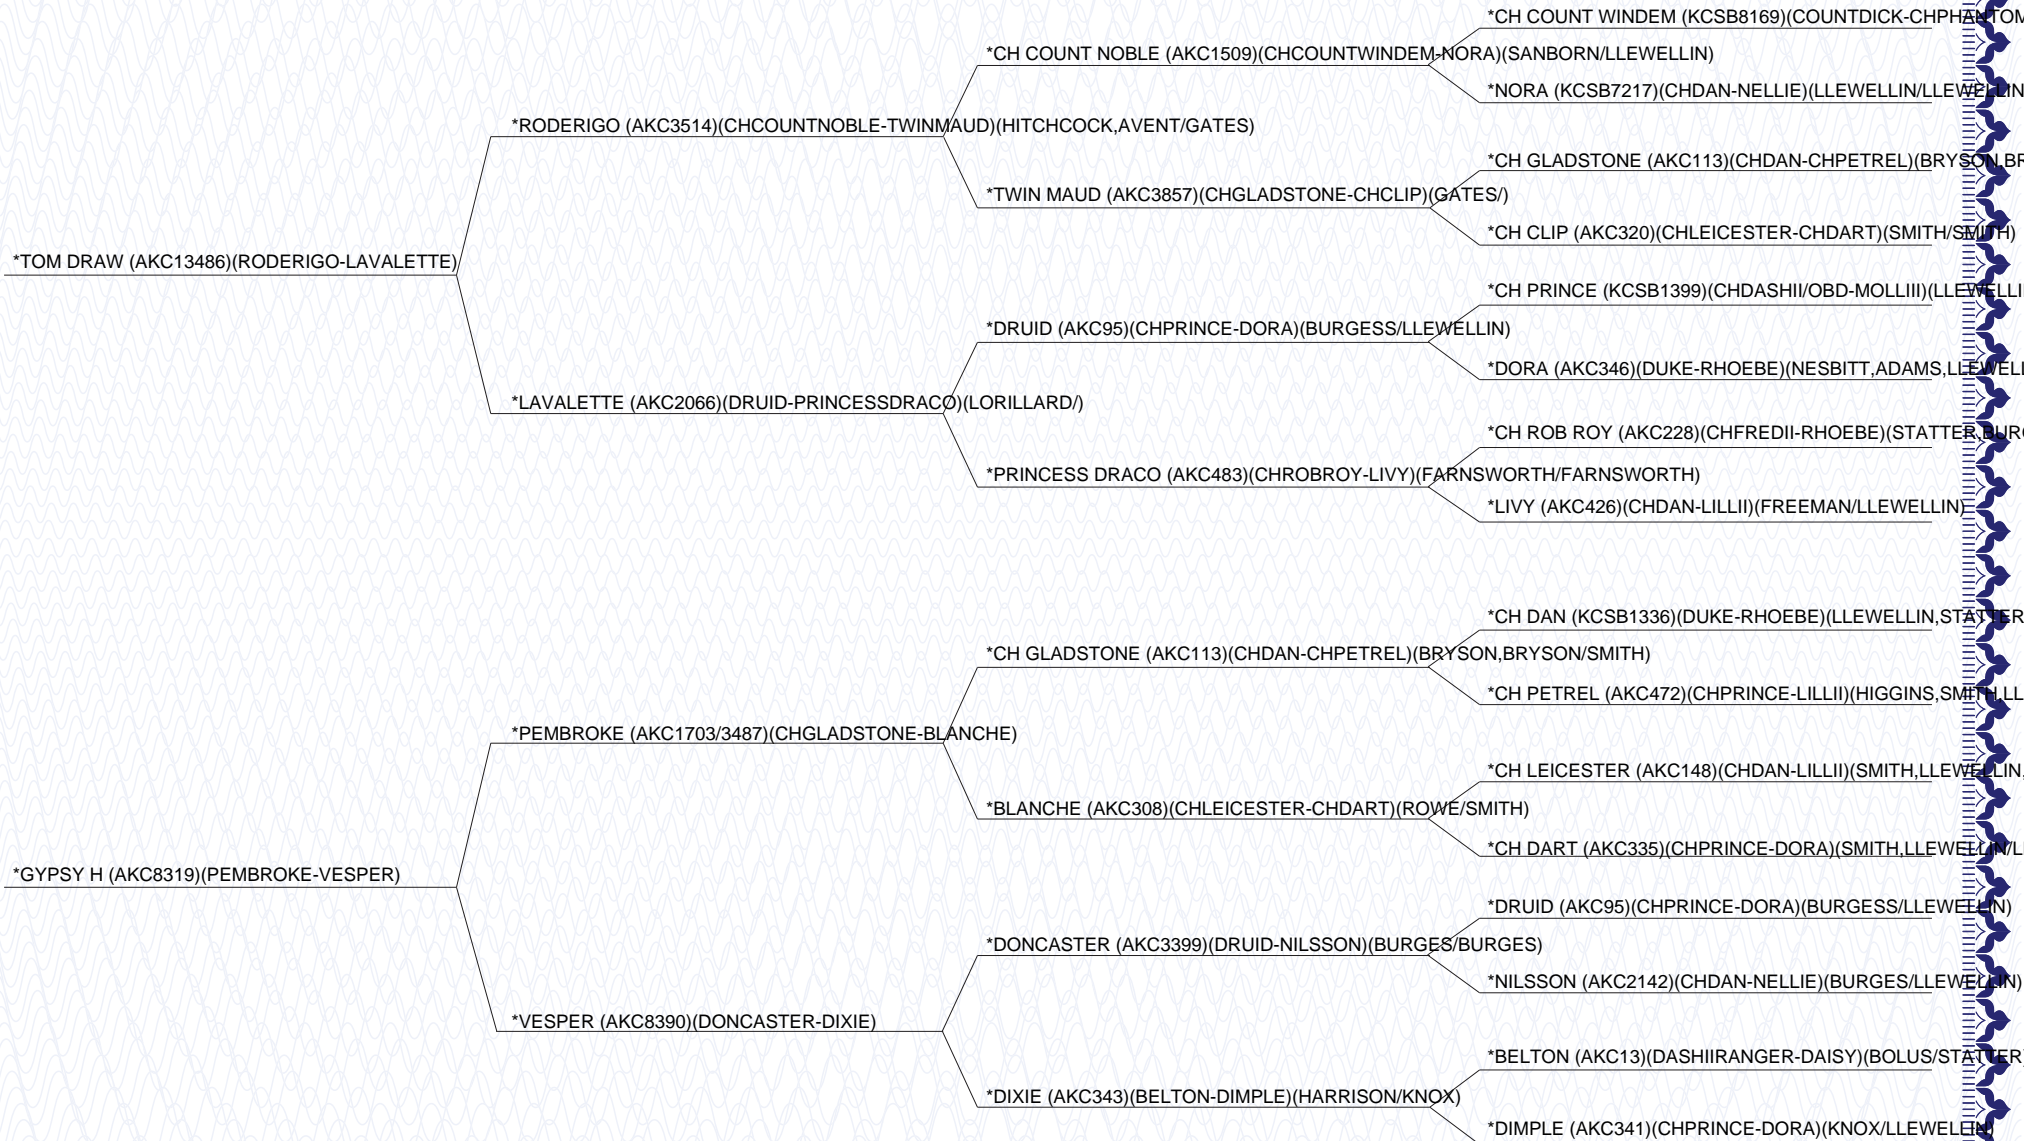 *CH COUNT WINDEM (KCSB8169)(COUNTDICK-CHPHANTOM
*CH COUNT NOBLE (AKC1509)(CHCOUNTWINDEM-NORA)(SANBORN/LLEWELLIN)
*NORA (KCSB7217)(CHDAN-NELLIE)(LLEWELLIN/LLEWELLIN
*RODERIGO (AKC3514)(CHCOUNTNOBLE-TWINMAUD)(HITCHCOCK,AVENT/GATES)
*CH GLADSTONE (AKC113)(CHDAN-CHPETREL)(BRYSON,BR
*TWIN MAUD (AKC3857)(CHGLADSTONE-CHCLIP)(GATES/)
*CH CLIP (AKC320)(CHLEICESTER-CHDART)(SMITH/SMITH)
*TOM DRAW (AKC13486)(RODERIGO-LAVALETTE)
*CH PRINCE (KCSB1399)(CHDASHII/OBD-MOLLIII)(LLEWELLI
*DRUID (AKC95)(CHPRINCE-DORA)(BURGESS/LLEWELLIN)
*DORA (AKC346)(DUKE-RHOEBE)(NESBITT,ADAMS,LLEWELL
*LAVALETTE (AKC2066)(DRUID-PRINCESSDRACO)(LORILLARD/)
*CH ROB ROY (AKC228)(CHFREDII-RHOEBE)(STATTER,BURG
*PRINCESS DRACO (AKC483)(CHROBROY-LIVY)(FARNSWORTH/FARNSWORTH)
*LIVY (AKC426)(CHDAN-LILLII)(FREEMAN/LLEWELLIN)
*CH DAN (KCSB1336)(DUKE-RHOEBE)(LLEWELLIN,STATTER
*CH GLADSTONE (AKC113)(CHDAN-CHPETREL)(BRYSON,BRYSON/SMITH)
*CH PETREL (AKC472)(CHPRINCE-LILLII)(HIGGINS,SMITH,LL
*PEMBROKE (AKC1703/3487)(CHGLADSTONE-BLANCHE)
*CH LEICESTER (AKC148)(CHDAN-LILLII)(SMITH,LLEWELLIN,
*BLANCHE (AKC308)(CHLEICESTER-CHDART)(ROWE/SMITH)
*CH DART (AKC335)(CHPRINCE-DORA)(SMITH,LLEWELLIN/L
*GYPSY H (AKC8319)(PEMBROKE-VESPER)
*DRUID (AKC95)(CHPRINCE-DORA)(BURGESS/LLEWELLIN)
*DONCASTER (AKC3399)(DRUID-NILSSON)(BURGES/BURGES)
*NILSSON (AKC2142)(CHDAN-NELLIE)(BURGES/LLEWELLIN)
*VESPER (AKC8390)(DONCASTER-DIXIE)
*BELTON (AKC13)(DASHIIRANGER-DAISY)(BOLUS/STATTER
*DIXIE (AKC343)(BELTON-DIMPLE)(HARRISON/KNOX)
*DIMPLE (AKC341)(CHPRINCE-DORA)(KNOX/LLEWELLIN)